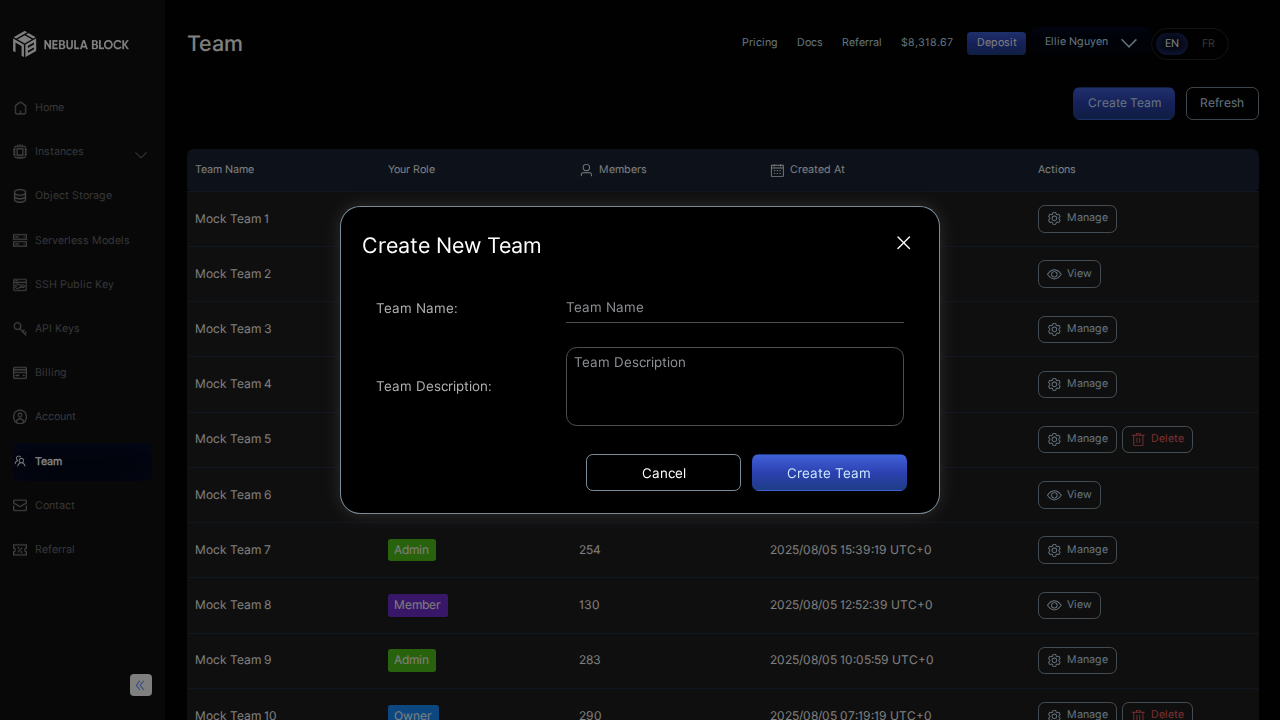 NEBULA BLOCK
Team
Pricing
Docs
Referral
$8,318.67
Deposit
Ellie Nguyen
EN
FR
Home
Instances
Object Storage
Serverless Models
SSH Public Key
API Keys
Billing
Account
Team
Contact
Referral
Create Team
Refresh
Team Name
Your Role
Members
Created At
Actions
Mock Team 1
Manage
Mock Team 2
View
Mock Team 3
Manage
Mock Team 4
Manage
Mock Team 5
Manage
Delete
Mock Team 6
View
Mock Team 7
Admin
254
2025/08/05 15:39:19 UTC+0
Manage
Mock Team 8
Member
130
2025/08/05 12:52:39 UTC+0
View
Mock Team 9
Admin
283
2025/08/05 10:05:59 UTC+0
Manage
Mock Team 10
Owner
290
2025/08/05 07:19:19 UTC+0
Manage
Delete
Create New Team
Team Name:
Team Name
Team Description:
Team Description
Cancel
Create Team